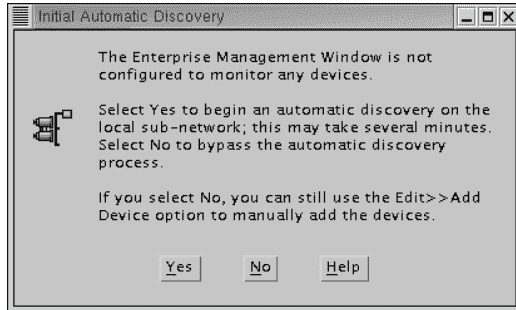 Initial Automatic Discovery
The Enterprise Management Window is not
configured to monitor any devices.
Select Yes to begin an automatic discovery on the
local sub-network; this may take several minutes.
Select No to bypass the automatic discovery
process.
If you select No, you can still use the Edit>>Add
Device option to manually add the devices.
Yes No Help